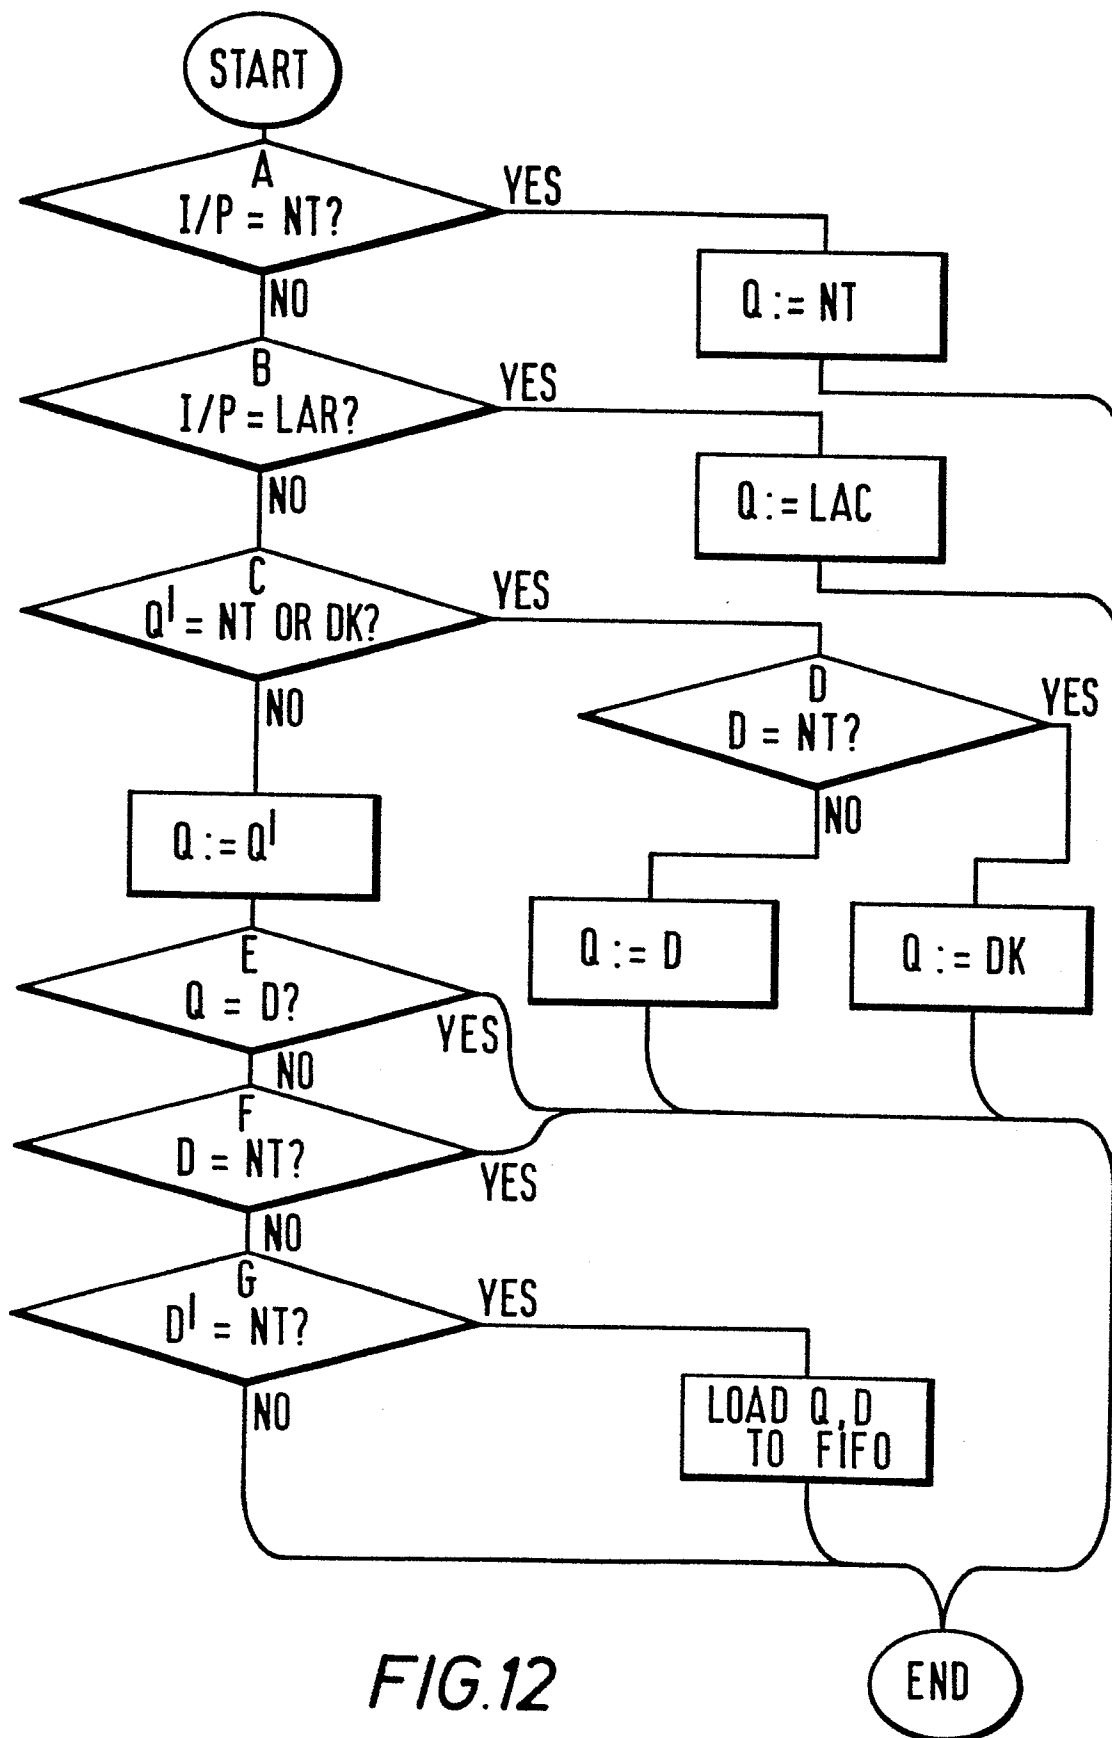 START
A
I/P = NT?
YES
NO
Q := NT
B
I/P = LAR?
YES
NO
Q := LAC
C
Q' = NT OR DK?
YES
NO
D
D = NT?
YES
NO
Q := Q'
Q := D
Q := DK
E
Q = D?
YES
NO
F
D = NT?
YES
NO
G
D' = NT?
YES
NO
LOAD Q,D
TO FIFO
END
FIG.12